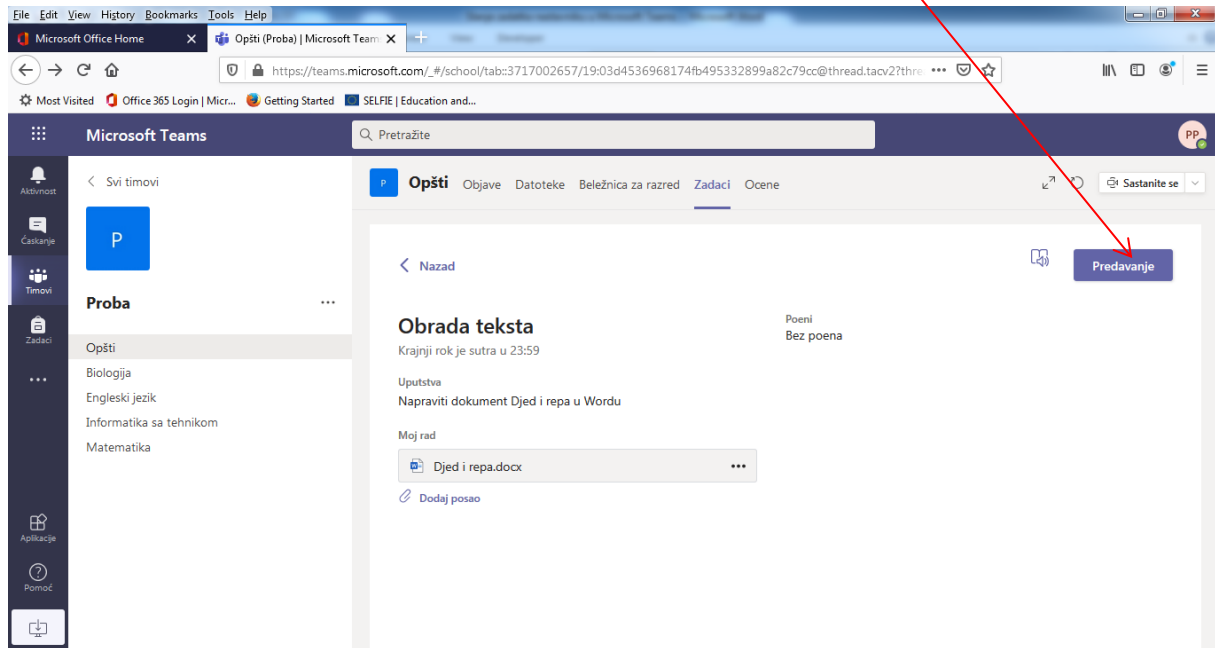 File Edit View History Bookmarks Tools Help
Microsoft Office Home
Opšti (Proba) | Microsoft Team
https://teams.microsoft.com/_#/school/tab::3717002657/19:03d4536968174fb495332899a82c79cc@thread.tacv2?thre
Most Visited Office 365 Login | Micr... Getting Started SELFIE | Education and...
Microsoft Teams
Pretražite
PP
Aktivnost
Ćaskanje
Timovi
Zadaci
Aplikacije
Pomoć
Svi timovi
P
Proba
Opšti
Biologija
Engleski jezik
Informatika sa tehnikom
Matematika
P Opšti Objave Datoteke Beležnica za razred Zadaci Ocene
Sastanite se
Nazad
Predavanje
Obrada teksta
Krajnji rok je sutra u 23:59
Poeni
Bez poena
Uputstva
Napraviti dokument Djed i repa u Wordu
Moj rad
Djed i repa.docx
Dodaj posao